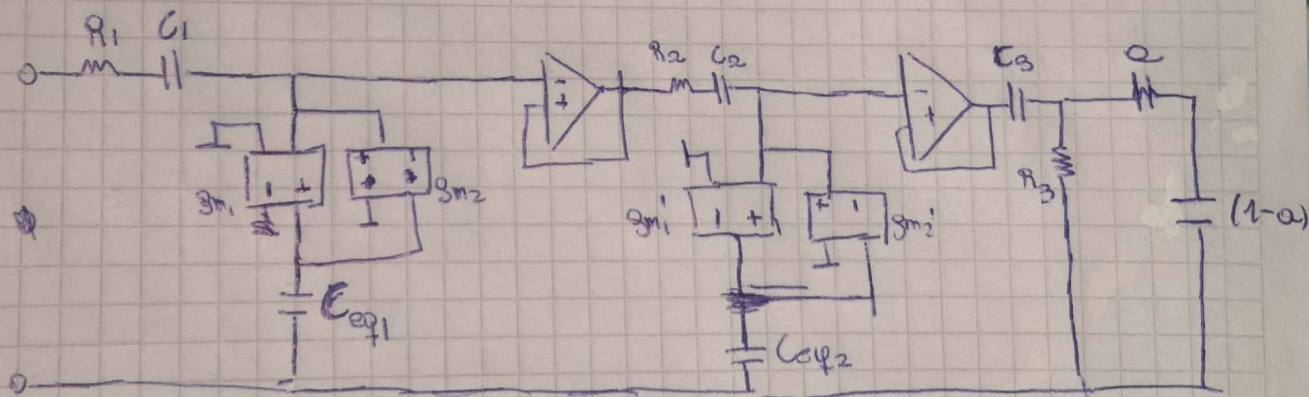 R1 C1
- +
R2 C2
- +
C3
a
gm1
- +
+ -
gm2
gm1'
- +
+ -
gm2'
R3
(1-a)
Ceq1
Ceq2